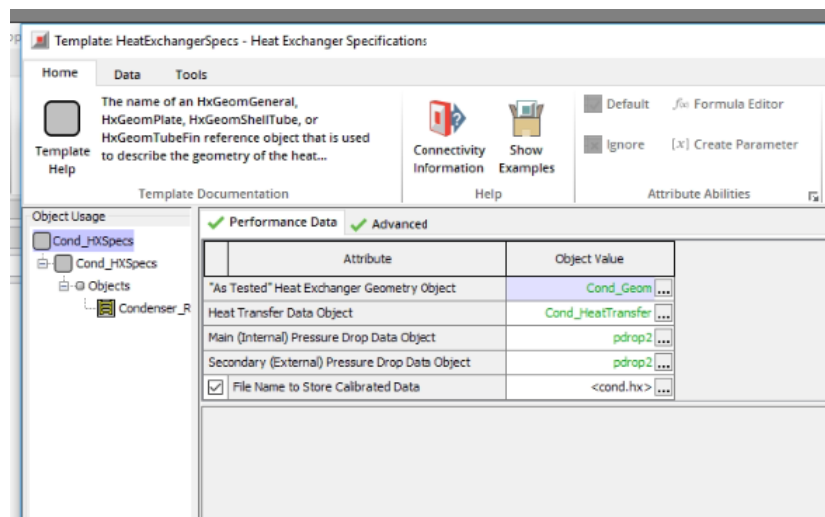 Template: HeatExchangerSpecs - Heat Exchanger Specifications
Home Data Tools
The name of an HxGeomGeneral,
HxGeomPlate, HxGeomShellTube, or
HxGeomTubeFin reference object that is used
to describe the geometry of the heat...
Template
Help
Template Documentation
Connectivity
Information
Show
Examples
Help
Default
Formula Editor
Ignore
[x] Create Parameter
Attribute Abilities
Object Usage
Cond_HXSpecs
Cond_HXSpecs
Objects
Condenser_R
Performance Data Advanced
Attribute Object Value
"As Tested" Heat Exchanger Geometry Object Cond_Geom ...
Heat Transfer Data Object Cond_HeatTransfer ...
Main (Internal) Pressure Drop Data Object pdrop2 ...
Secondary (External) Pressure Drop Data Object pdrop2 ...
File Name to Store Calibrated Data <cond.hx> ...